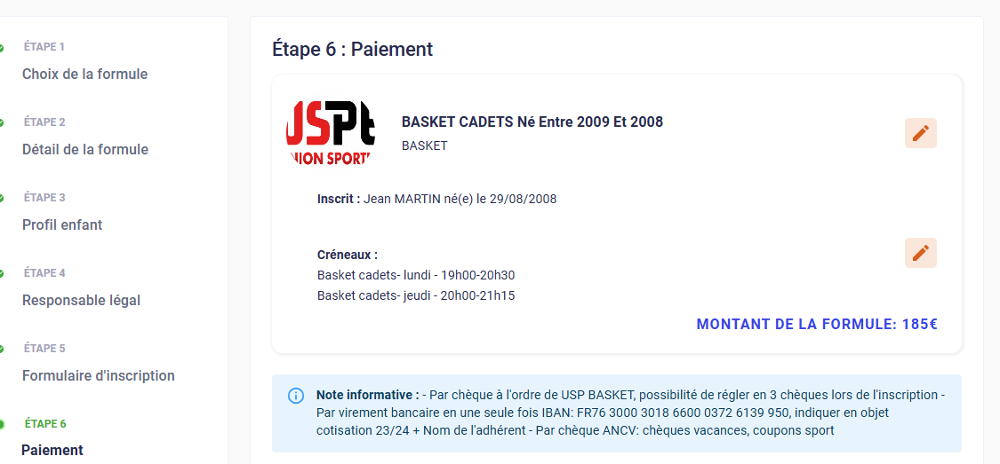 ÉTAPE 1
Choix de la formule
ÉTAPE 2
Détail de la formule
ÉTAPE 3
Profil enfant
ÉTAPE 4
Responsable légal
ÉTAPE 5
Formulaire d'inscription
ÉTAPE 6
Paiement
Étape 6 : Paiement
USPt
NION SPORT
BASKET CADETS Né Entre 2009 Et 2008
BASKET
Inscrit : Jean MARTIN né(e) le 29/08/2008
Créneaux :
Basket cadets- lundi - 19h00-20h30
Basket cadets- jeudi - 20h00-21h15
MONTANT DE LA FORMULE: 185€
Note informative : - Par chèque à l'ordre de USP BASKET, possibilité de régler en 3 chèques lors de l'inscription -
Par virement bancaire en une seule fois IBAN: FR76 3000 3018 6600 0372 6139 950, indiquer en objet
cotisation 23/24 + Nom de l'adhérent - Par chèque ANCV: chèques vacances, coupons sport